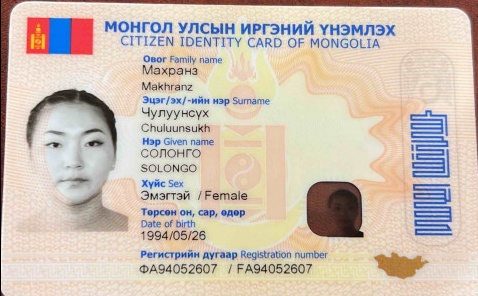 МОНГОЛ УЛСЫН ИРГЭНИЙ ҮНЭМЛЭХ
CITIZEN IDENTITY CARD OF MONGOLIA
Овог Family name
Махранз
Makhranz
Эцэг/эх/-ийн нэр Surname
Чулуунсүх
Chuluunsukh
Нэр Given name
СОЛОНГО
SOLONGO
Хүйс Sex
Эмэгтэй / Female
Төрсөн он, сар, өдөр
Date of birth
1994/05/26
Регистрийн дугаар Registration number
ФА94052607 / FA94052607